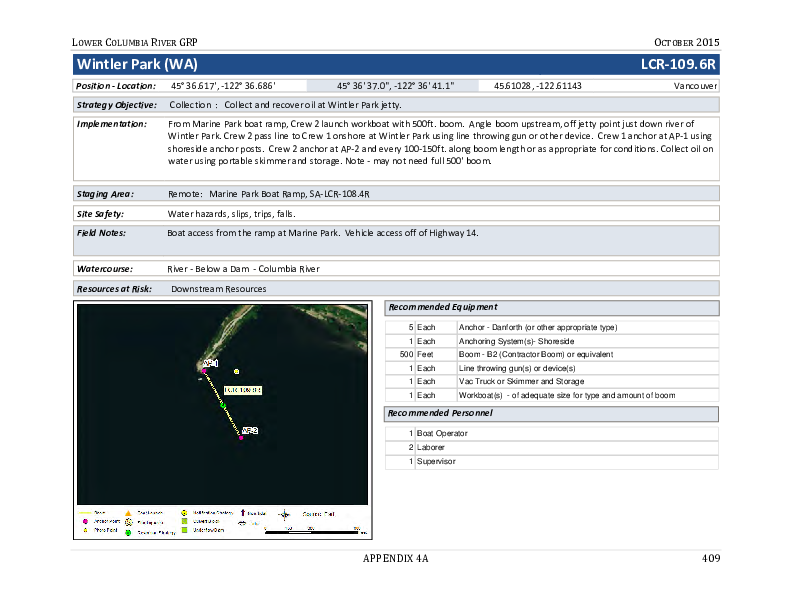 LOWER COLUMBIA RIVER GRP OCTOBER 2015
Wintler Park (WA) LCR-109.6R
Position - Location: 45° 36.617', -122° 36.686' 45° 36' 37.0", -122° 36' 41.1" 45.61028, -122.61143 Vancouver
Strategy Objective: Collection : Collect and recover oil at Wintler Park jetty.
Implementation: From Marine Park boat ramp, Crew 2 launch workboat with 500ft. boom. Angle boom upstream, off jetty point just down river of
Wintler Park. Crew 2 pass line to Crew 1 onshore at Wintler Park using line throwing gun or other device. Crew 1 anchor at AP-1 using
shoreside anchor posts. Crew 2 anchor at AP-2 and every 100-150ft. along boom length or as appropriate for conditions. Collect oil on
water using portable skimmer and storage. Note - may not need full 500' boom.
Staging Area: Remote: Marine Park Boat Ramp, SA-LCR-108.4R
Site Safety: Water hazards, slips, trips, falls.
Field Notes: Boat access from the ramp at Marine Park. Vehicle access off of Highway 14.
Watercourse: River - Below a Dam - Columbia River
Resources at Risk: Downstream Resources
Recommended Equipment
5 Each Anchor - Danforth (or other appropriate type)
1 Each Anchoring System(s)- Shoreside
500 Feet Boom - B2 (Contractor Boom) or equivalent
1 Each Line throwing gun(s) or device(s)
1 Each Vac Truck or Skimmer and Storage
1 Each Workboat(s) - of adequate size for type and amount of boom
Recommended Personnel
1 Boat Operator
2 Laborer
1 Supervisor
AP-1
LCR-109.6R
AP-2
Anchor Point
Photo Point
Notification Strategy
Underflow Dam
APPENDIX 4A 409